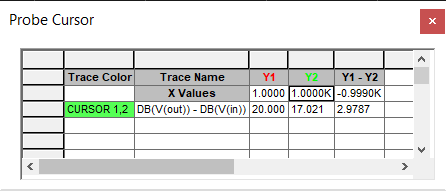 Probe Cursor
Trace Color Trace Name Y1 Y2 Y1 - Y2
X Values 1.0000 1.0000K -0.9990K
CURSOR 1,2 DB(V(out)) - DB(V(in)) 20.000 17.021 2.9787